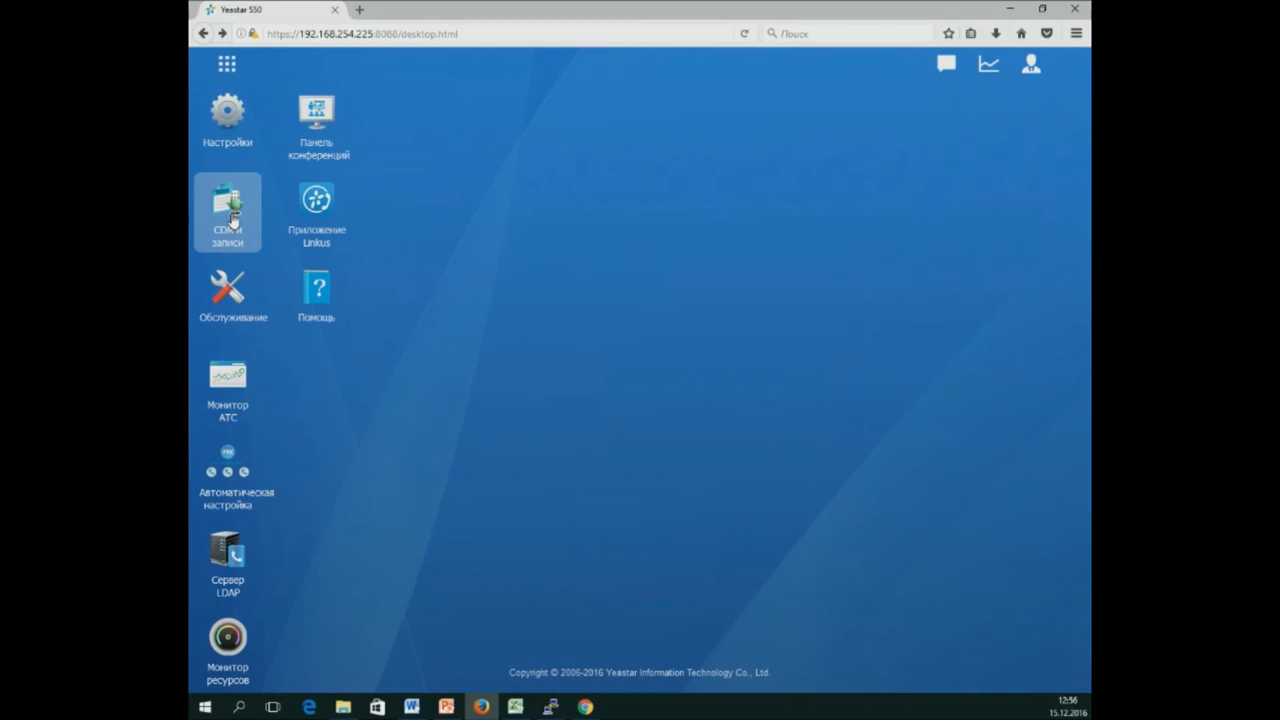 Yeastar S50
https://192.168.254.225:8088/desktop.html
Поиск
Настройки
Панель
конференций
CDR и
записи
Приложение
Linkus
Обслуживание
?
Помощь
Монитор
АТС
PBX
Автоматическая
настройка
Сервер
LDAP
Монитор
ресурсов
Copyright © 2006-2016 Yeastar Information Technology Co., Ltd.
12:56
15.12.2016